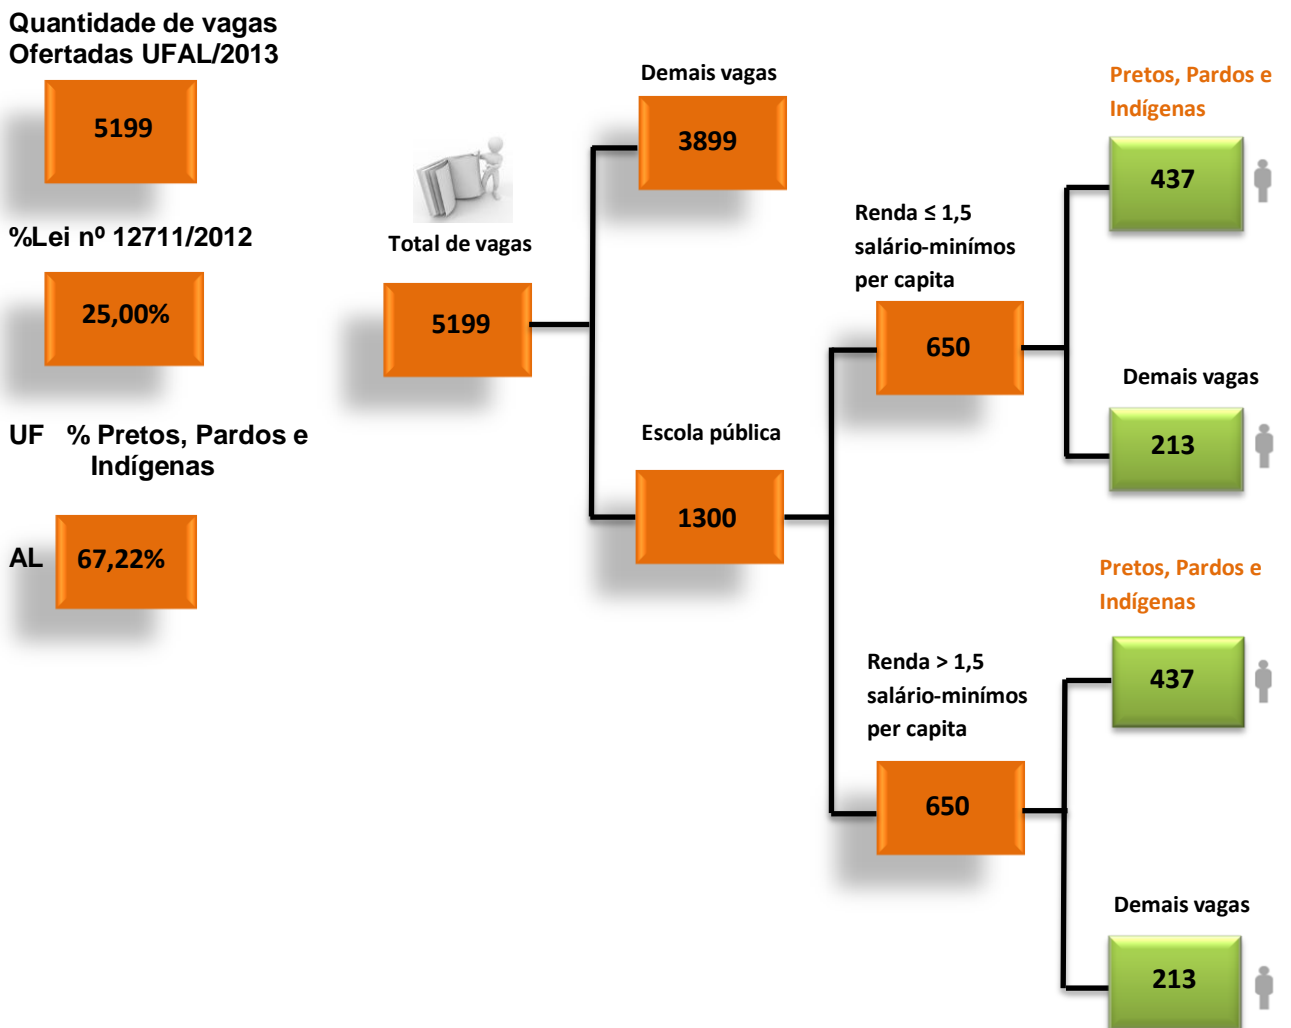 Quantidade de vagas
Ofertadas UFAL/2013
5199
%Lei nº 12711/2012
25,00%
UF % Pretos, Pardos e
Indígenas
AL 67,22%
Total de vagas
5199
Demais vagas
3899
Escola pública
1300
Renda ≤ 1,5
salário-minímos
per capita
650
Renda > 1,5
salário-minímos
per capita
650
Pretos, Pardos e
Indígenas
437
Demais vagas
213
Pretos, Pardos e
Indígenas
437
Demais vagas
213